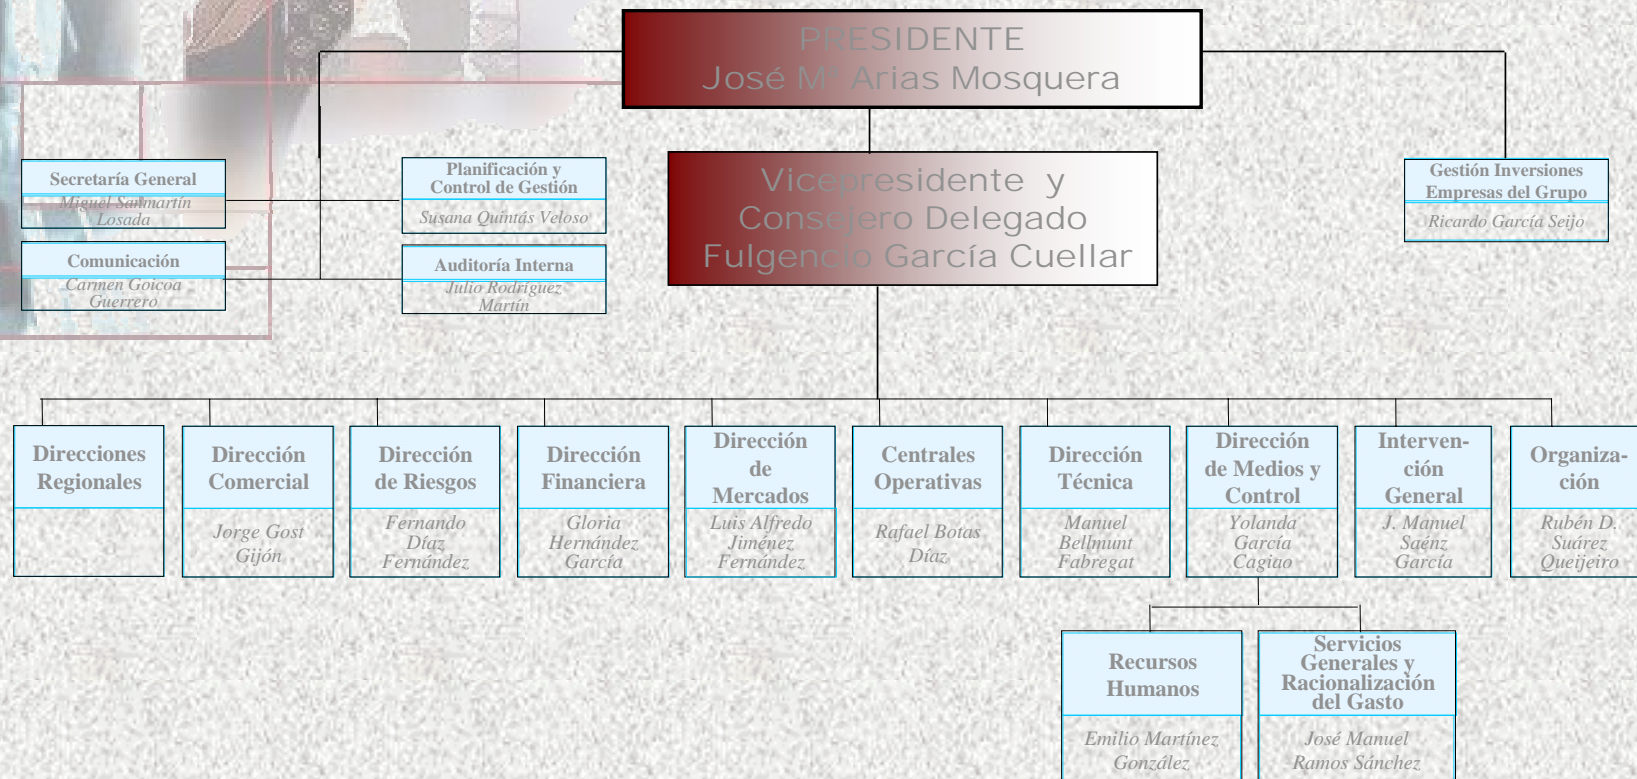 PRESIDENTE
José Mª Arias Mosquera
Vicepresidente y
Consejero Delegado
Fulgencio García Cuellar
Secretaría General
Miguel Sanmartín
Losada
Planificación y
Control de Gestión
Susana Quintás Veloso
Comunicación
Carmen Goicoa
Guerrero
Auditoría Interna
Julio Rodríguez
Martín
Gestión Inversiones
Empresas del Grupo
Ricardo García Seijo
Direcciones
Regionales
Dirección
Comercial
Jorge Gost
Gijón
Dirección
de Riesgos
Fernando
Díaz
Fernández
Dirección
Financiera
Gloria
Hernández
García
Dirección
de
Mercados
Luis Alfredo
Jiménez
Fernández
Centrales
Operativas
Rafael Botas
Díaz
Dirección
Técnica
Manuel
Bellmunt
Fabregat
Dirección
de Medios y
Control
Yolanda
García
Cagiao
Interven-
ción
General
J. Manuel
Saénz
García
Organiza-
ción
Rubén D.
Suárez
Queijeiro
Recursos
Humanos
Emilio Martínez
González
Servicios
Generales y
Racionalización
del Gasto
José Manuel
Ramos Sánchez